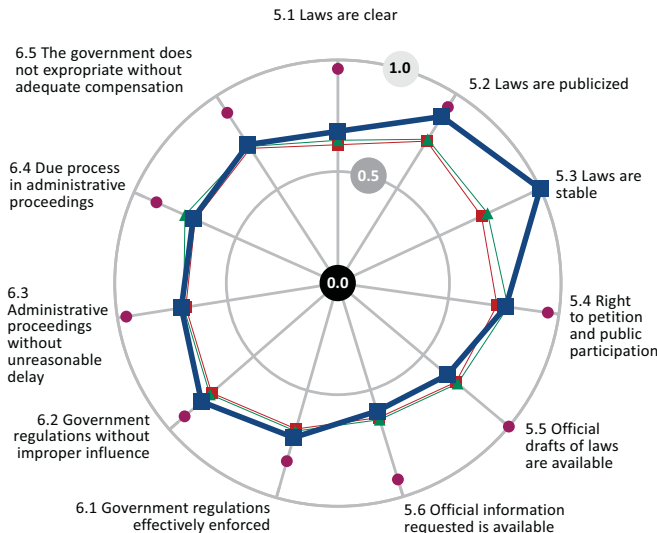 5.1 Laws are clear
1.0
5.2 Laws are publicized
5.3 Laws are
stable
5.4 Right
to petition
and public
participation
5.5 Official
drafts of laws
are available
5.6 Official information
requested is available
6.1 Government regulations
effectively enforced
6.2 Government
regulations without
improper influence
6.3
Administrative
proceedings
without
unreasonable
delay
6.4 Due process
in administrative
proceedings
6.5 The government does
not expropriate without
adequate compensation
0.5
0.0